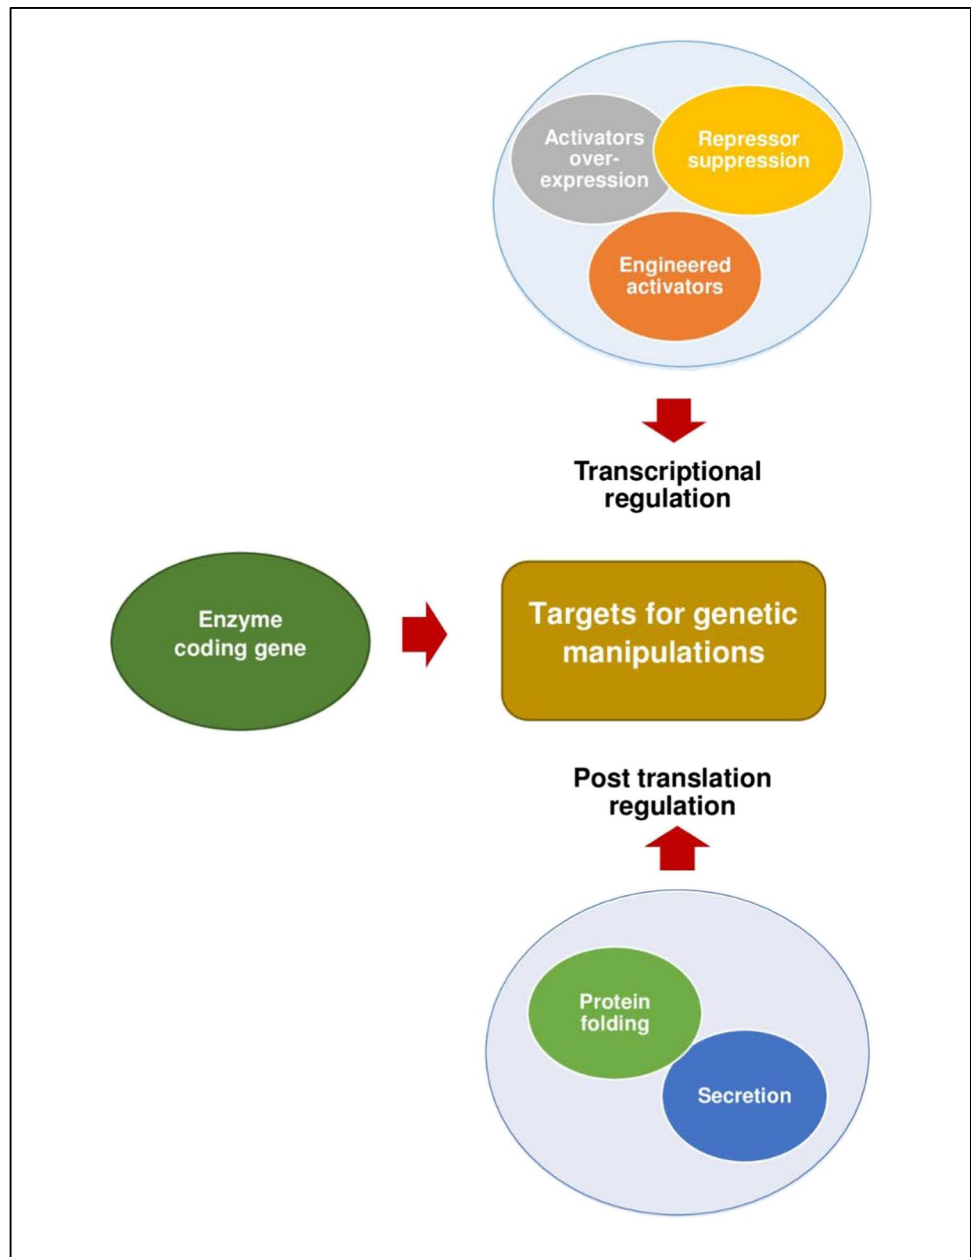 Activators
over-
expression
Repressor
suppression
Engineered
activators
Transcriptional
regulation
Enzyme
coding gene
Targets for genetic
manipulations
Post translation
regulation
Protein
folding
Secretion